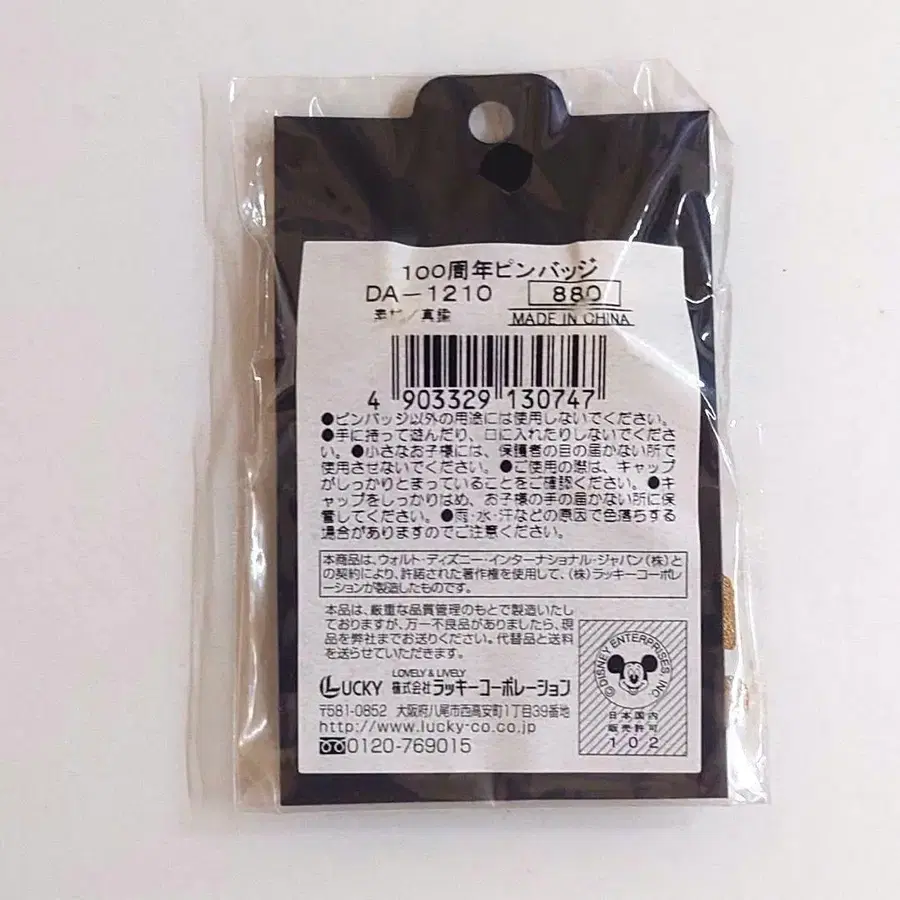 100周年ピンバッジ
DA-1210 880
素材/真鍮 MADE IN CHINA
4 903329 130747
●ピンバッジ以外の用途には使用しないでください。
●手に持って遊んだり、口に入れたりしないでくださ
い。●小さなお子様には、保護者の目の届かない所で
使用させないでください。●ご使用の際は、キャップ
がしっかりとまっていることをご確認ください。●キ
ャップをしっかりはめ、お子様の手の届かない所に保
管してください。●雨・水・汗などの原因で色落ちする
場合がありますのでご注意ください。
本商品は、ウォルト・ディズニー・インターナショナル・ジャパン(株)と
の契約により、許諾された著作権を使用して、(株)ラッキーコーポレ
ーションが製造したものです。
本品は、厳重な品質管理のもとで製造いたし
ておりますが、万一不良品がありましたら、現
品を弊社までお送りください。代替品と送料
を送らせていただきます。
LOVELY & LIVELY
LUCKY 株式会社ラッキーコーポレーション
〒581-0852 大阪府八尾市西高安町1丁目39番地
http://www.lucky-co.co.jp
0120-769015
© DISNEY ENTERPRISES INC.
日本国内
販売許可
102